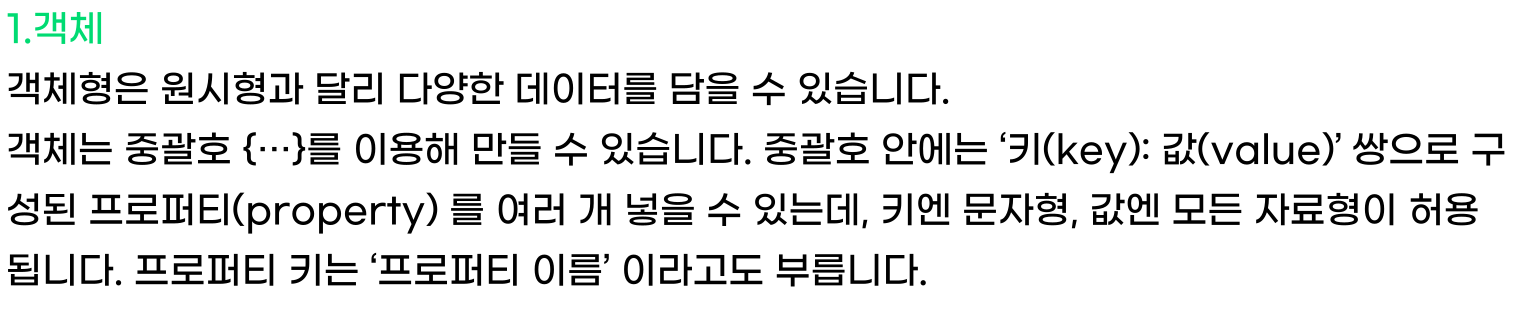 1.객체
객체형은 원시형과 달리 다양한 데이터를 담을 수 있습니다.
객체는 중괄호 {…}를 이용해 만들 수 있습니다. 중괄호 안에는 ‘키(key): 값(value)’ 쌍으로 구
성된 프로퍼티(property) 를 여러 개 넣을 수 있는데, 키엔 문자형, 값엔 모든 자료형이 허용
됩니다. 프로퍼티 키는 ‘프로퍼티 이름’ 이라고도 부릅니다.